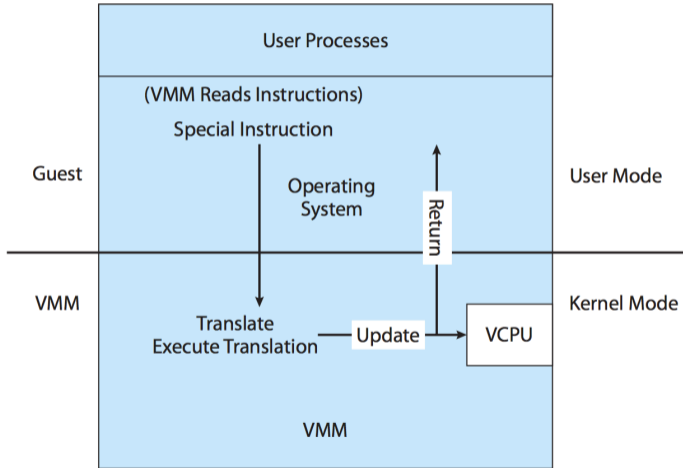 User Processes
(VMM Reads Instructions)
Special Instruction
Guest
Operating
System
User Mode
Return
VMM
Kernel Mode
Translate
Execute Translation
Update
VCPU
VMM